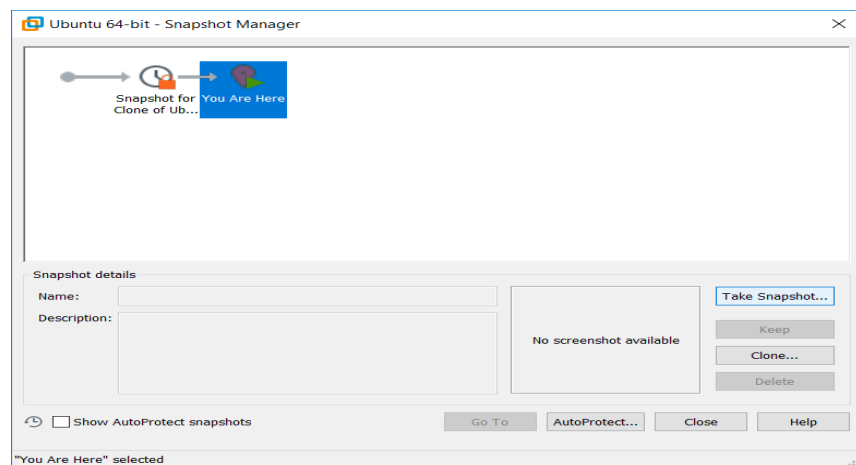 Ubuntu 64-bit - Snapshot Manager
Snapshot for
Clone of Ub...
You Are Here
Snapshot details
Name:
Description:
No screenshot available
Take Snapshot...
Keep
Clone...
Delete
Show AutoProtect snapshots
Go To
AutoProtect...
Close
Help
"You Are Here" selected